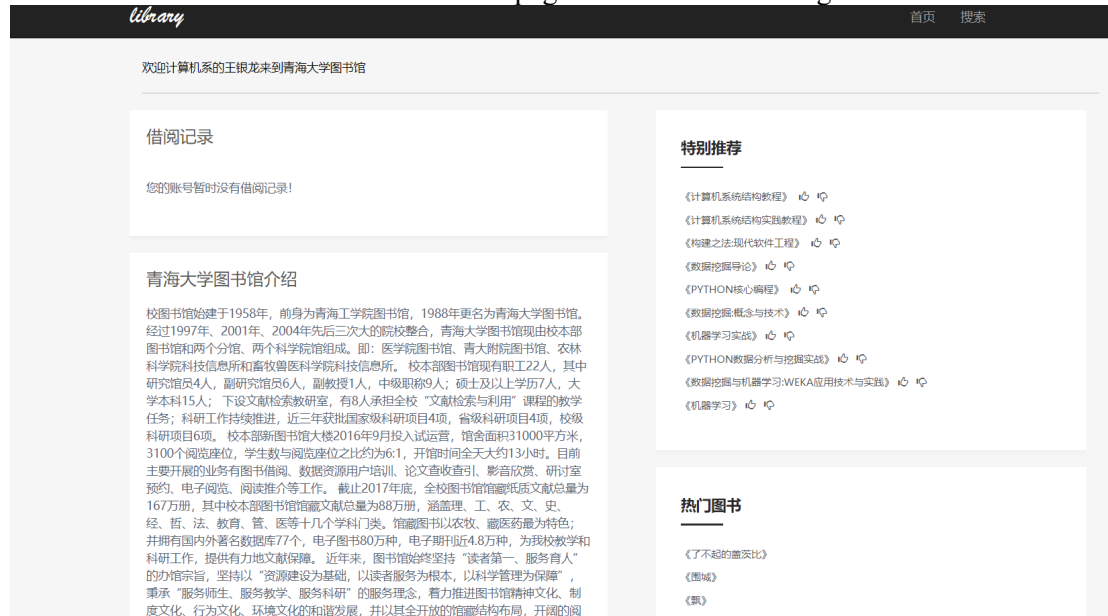 library
首页 搜索
欢迎计算机系的王银龙来到青海大学图书馆
借阅记录
您的账号暂时没有借阅记录!
青海大学图书馆介绍
校图书馆始建于1958年，前身为青海工学院图书馆，1988年更名为青海大学图书馆。
经过1997年、2001年、2004年先后三次大的院校整合，青海大学图书馆现由校本部
图书馆和两个分馆、两个科学院馆组成。即：医学院图书馆、青大附院图书馆、农林
科学院科技信息所和畜牧兽医科学院科技信息所。 校本部图书馆现有职工22人，其中
研究馆员4人，副研究馆员6人，副教授1人，中级职称9人；硕士及以上学历7人，大
学本科15人； 下设文献检索教研室，有8人承担全校“文献检索与利用”课程的教学
任务；科研工作持续推进，近三年获批国家级科研项目4项，省级科研项目4项，校级
科研项目6项。 校本部新图书馆大楼2016年9月投入试运营，馆舍面积31000平方米，
3100个阅览座位，学生数与阅览座位之比约为6:1，开馆时间全天大约13小时。目前
主要开展的业务有图书借阅、数据资源用户培训、论文查收查引、影音欣赏、研讨室
预约、电子阅览、阅读推介等工作。 截止2017年底，全校图书馆馆藏纸质文献总量为
167万册，其中校本部图书馆馆藏文献总量为88万册，涵盖理、工、农、文、史、
经、哲、法、教育、管、医等十几个学科门类。馆藏图书以农牧、藏医药最为特色；
并拥有国内外著名数据库77个，电子图书80万种，电子期刊近4.8万种，为我校教学和
科研工作，提供有力地文献保障。 近年来，图书馆始终坚持“读者第一、服务育人”
的办馆宗旨，坚持以“资源建设为基础，以读者服务为根本，以科学管理为保障”，
秉承“服务师生、服务教学、服务科研”的服务理念，着力推进图书馆精神文化、制
度文化、行为文化、环境文化的和谐发展，并以其全开放的馆藏结构布局，开阔的阅
特别推荐
《计算机系统结构教程》
《计算机系统结构实践教程》
《构建之法:现代软件工程》
《数据挖掘导论》
《PYTHON核心编程》
《数据挖掘:概念与技术》
《机器学习实战》
《PYTHON数据分析与挖掘实战》
《数据挖掘与机器学习:WEKA应用技术与实践》
《机器学习》
热门图书
《了不起的盖茨比》
《围城》
《飘》